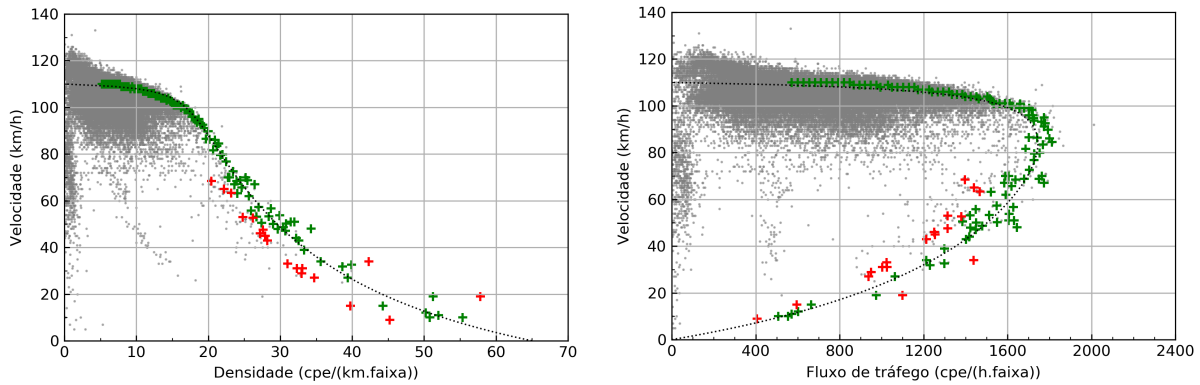 140
120
100
80
60
40
20
0
Velocidade (km/h)
0 10 20 30 40 50 60 70
Densidade (cpe/(km.faixa))
140
120
100
80
60
40
20
0
Velocidade (km/h)
0 400 800 1200 1600 2000 2400
Fluxo de tráfego (cpe/(h.faixa))